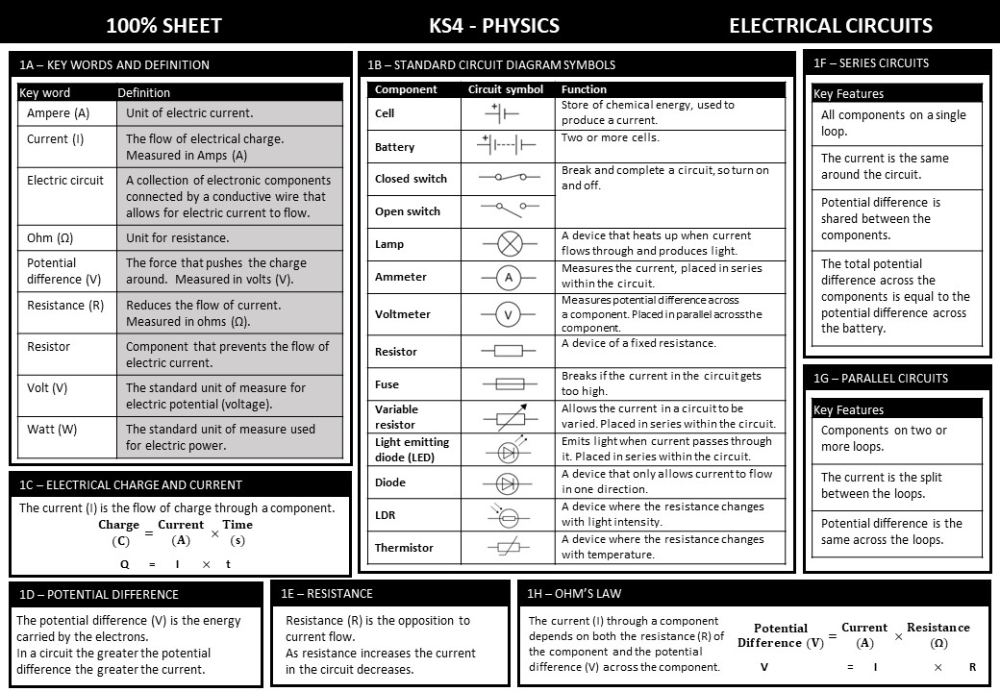 100% SHEET
KS4 - PHYSICS
ELECTRICAL CIRCUITS
1A – KEY WORDS AND DEFINITION
Key word Definition
Ampere (A) Unit of electric current.
Current (I) The flow of electrical charge.
Measured in Amps (A)
Electric circuit A collection of electronic components
connected by a conductive wire that
allows for electric current to flow.
Ohm (Ω) Unit for resistance.
Potential The force that pushes the charge
difference (V) around. Measured in volts (V).
Resistance (R) Reduces the flow of current.
Measured in ohms (Ω).
Resistor Component that prevents the flow of
electric current.
Volt (V) The standard unit of measure for
electric potential (voltage).
Watt (W) The standard unit of measure used
for electric power.
1C – ELECTRICAL CHARGE AND CURRENT
The current (I) is the flow of charge through a component.
Charge = Current × Time
(C) (A) (s)
Q = I × t
1B – STANDARD CIRCUIT DIAGRAM SYMBOLS
Component Circuit symbol Function
Cell + Store of chemical energy, used to
produce a current.
Battery + Two or more cells.
Closed switch Break and complete a circuit, so turn on
and off.
Open switch
Lamp A device that heats up when current
flows through and produces light.
Ammeter A Measures the current, placed in series
within the circuit.
Voltmeter V Measures potential difference across
a component. Placed in parallel across the
component.
Resistor A device of a fixed resistance.
Fuse Breaks if the current in the circuit gets
too high.
Variable Allows the current in a circuit to be
resistor varied. Placed in series within the circuit.
Light emitting Emits light when current passes through
diode (LED) it. Placed in series within the circuit.
Diode A device that only allows current to flow
in one direction.
LDR A device where the resistance changes
with light intensity.
Thermistor A device where the resistance changes
with temperature.
1F – SERIES CIRCUITS
Key Features
All components on a single
loop.
The current is the same
around the circuit.
Potential difference is
shared between the
components.
The total potential
difference across the
components is equal to the
potential difference across
the battery.
1G – PARALLEL CIRCUITS
Key Features
Components on two or
more loops.
The current is the split
between the loops.
Potential difference is the
same across the loops.
1D – POTENTIAL DIFFERENCE
The potential difference (V) is the energy
carried by the electrons.
In a circuit the greater the potential
difference the greater the current.
1E – RESISTANCE
Resistance (R) is the opposition to
current flow.
As resistance increases the current
in the circuit decreases.
1H – OHM'S LAW
The current (I) through a component
depends on both the resistance (R) of
the component and the potential
difference (V) across the component.
Potential = Current × Resistance
Difference (V) (A) (Ω)
V = I × R